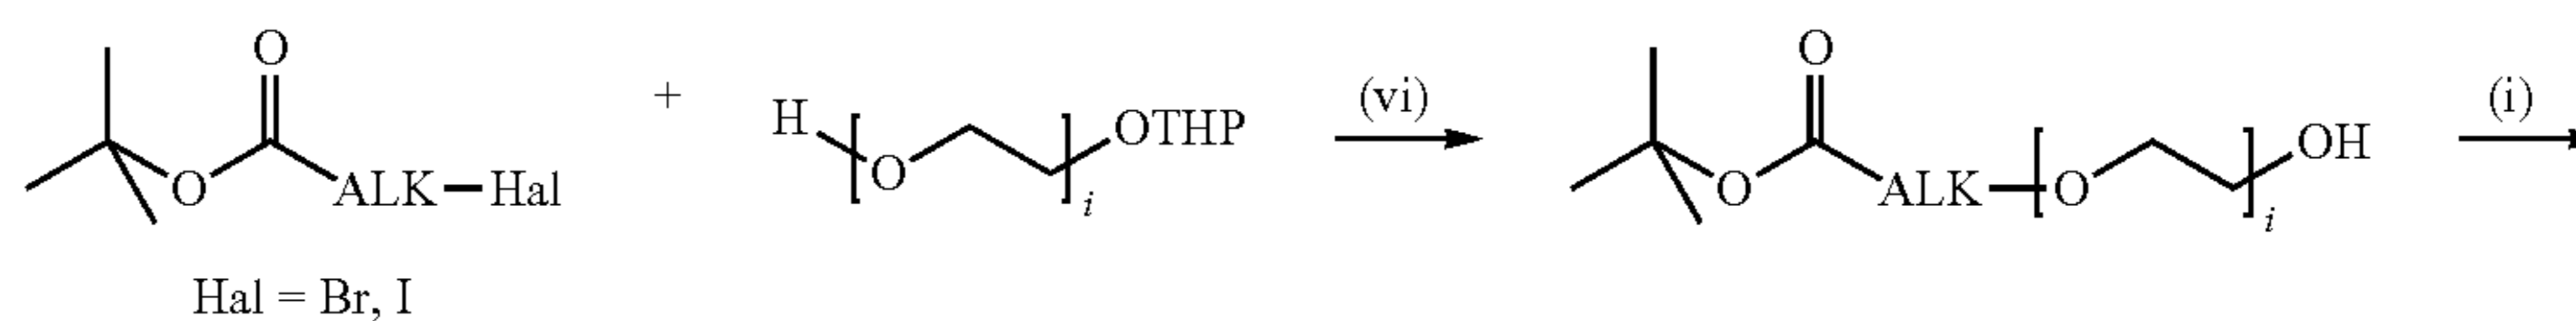 O O
+ H [ O ] i OTHP (vi) OH (i)
O ALK—Hal O ALK—[ O ] i
Hal = Br, I